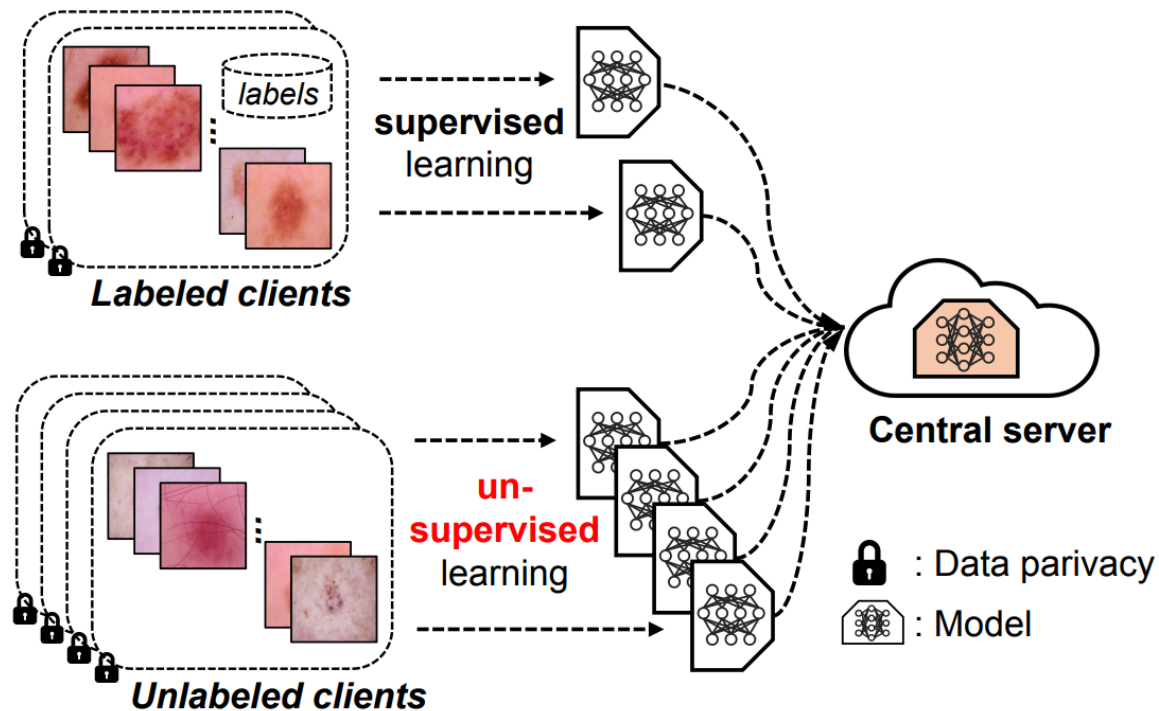 labels
supervised
learning
Labeled clients
un-
supervised
learning
Unlabeled clients
Central server
: Data parivacy
: Model